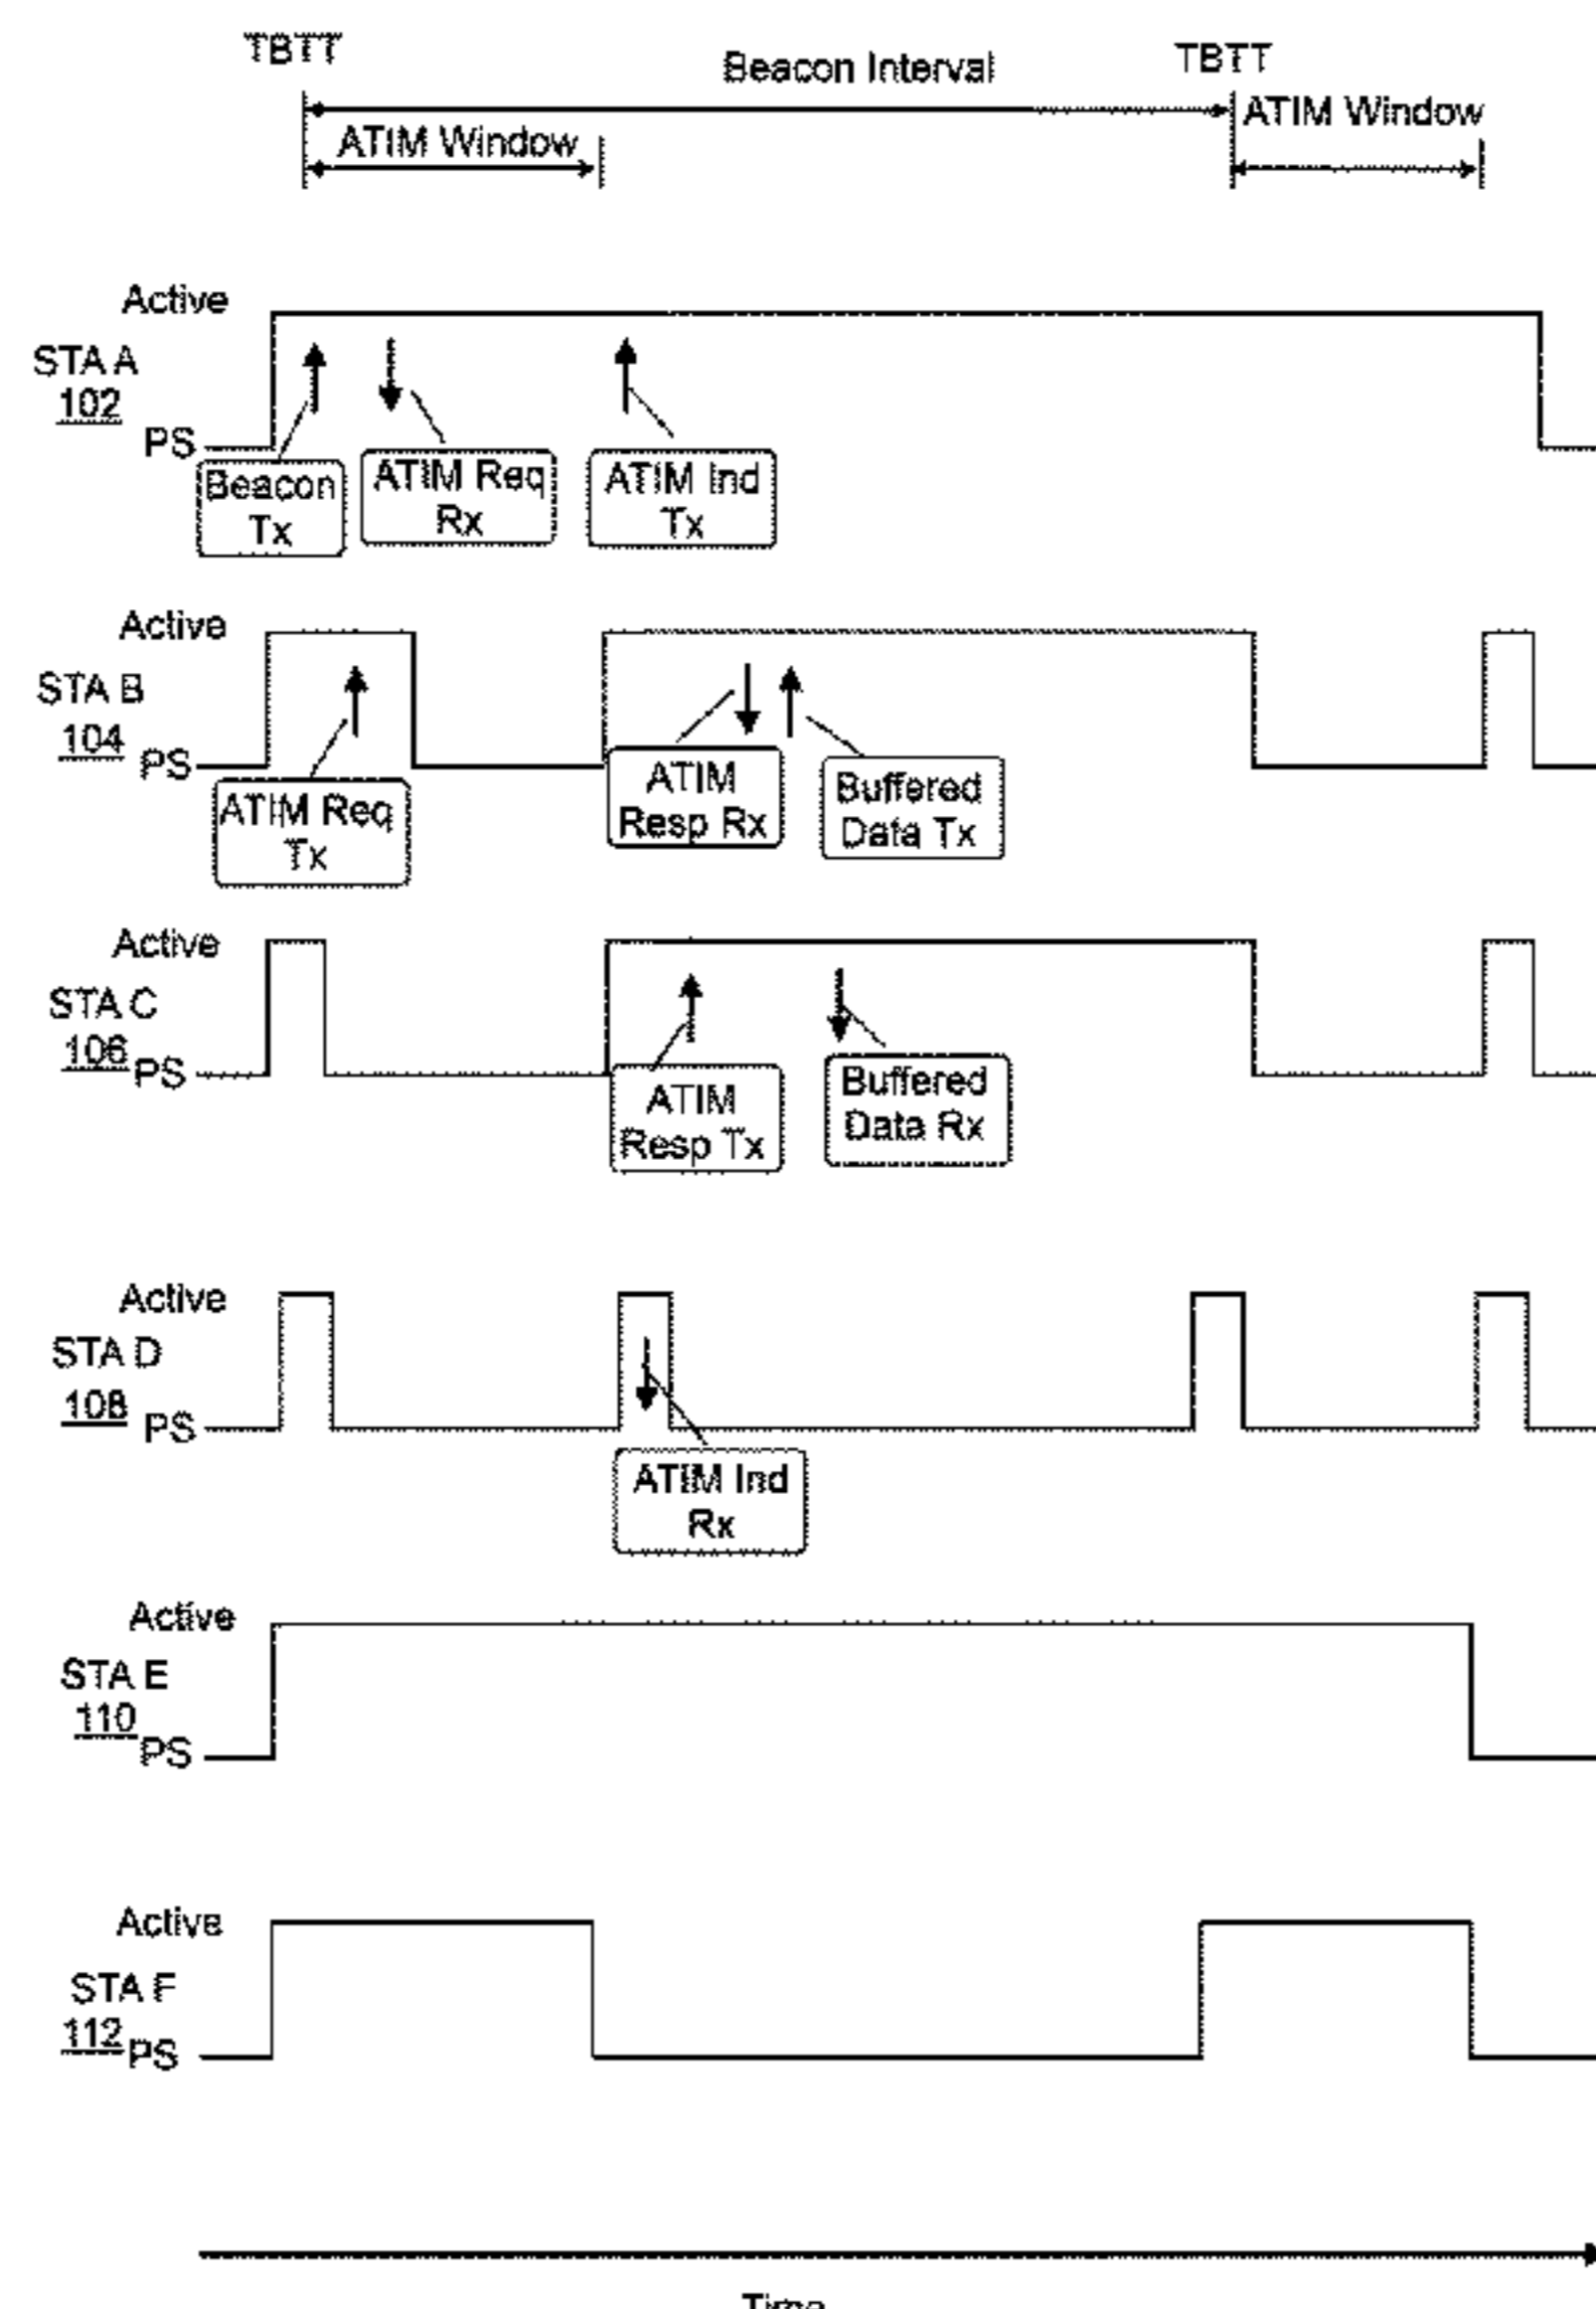 TBTT
Beacon Interval
TBTT
ATIM Window
ATIM Window
Active
STA A
102
PS
Beacon
Tx
ATIM Req
Rx
ATIM Ind
Tx
Active
STA B
104
PS
ATIM Req
Tx
ATIM
Resp Rx
Buffered
Data Tx
Active
STA C
106
PS
ATIM
Resp Tx
Buffered
Data Rx
Active
STA D
108
PS
ATIM Ind
Rx
Active
STA E
110
PS
Active
STA F
112
PS
Time